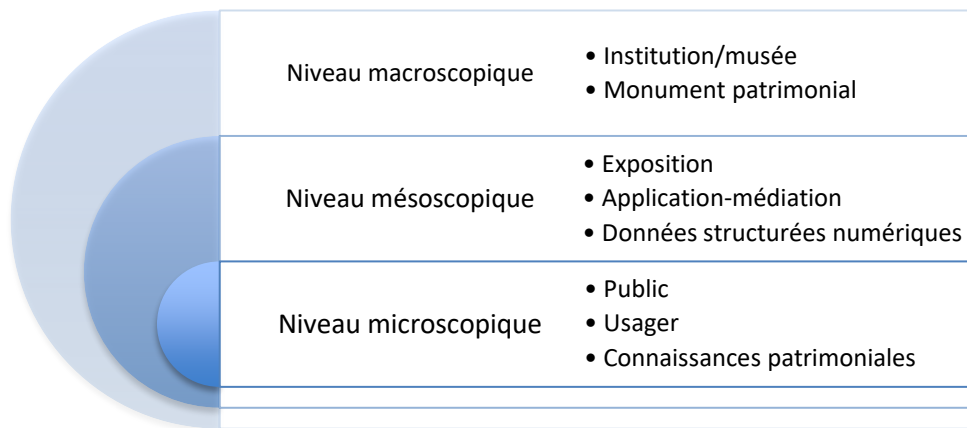 Niveau macroscopique
• Institution/musée
• Monument patrimonial
Niveau mésoscopique
• Exposition
• Application-médiation
• Données structurées numériques
Niveau microscopique
• Public
• Usager
• Connaissances patrimoniales